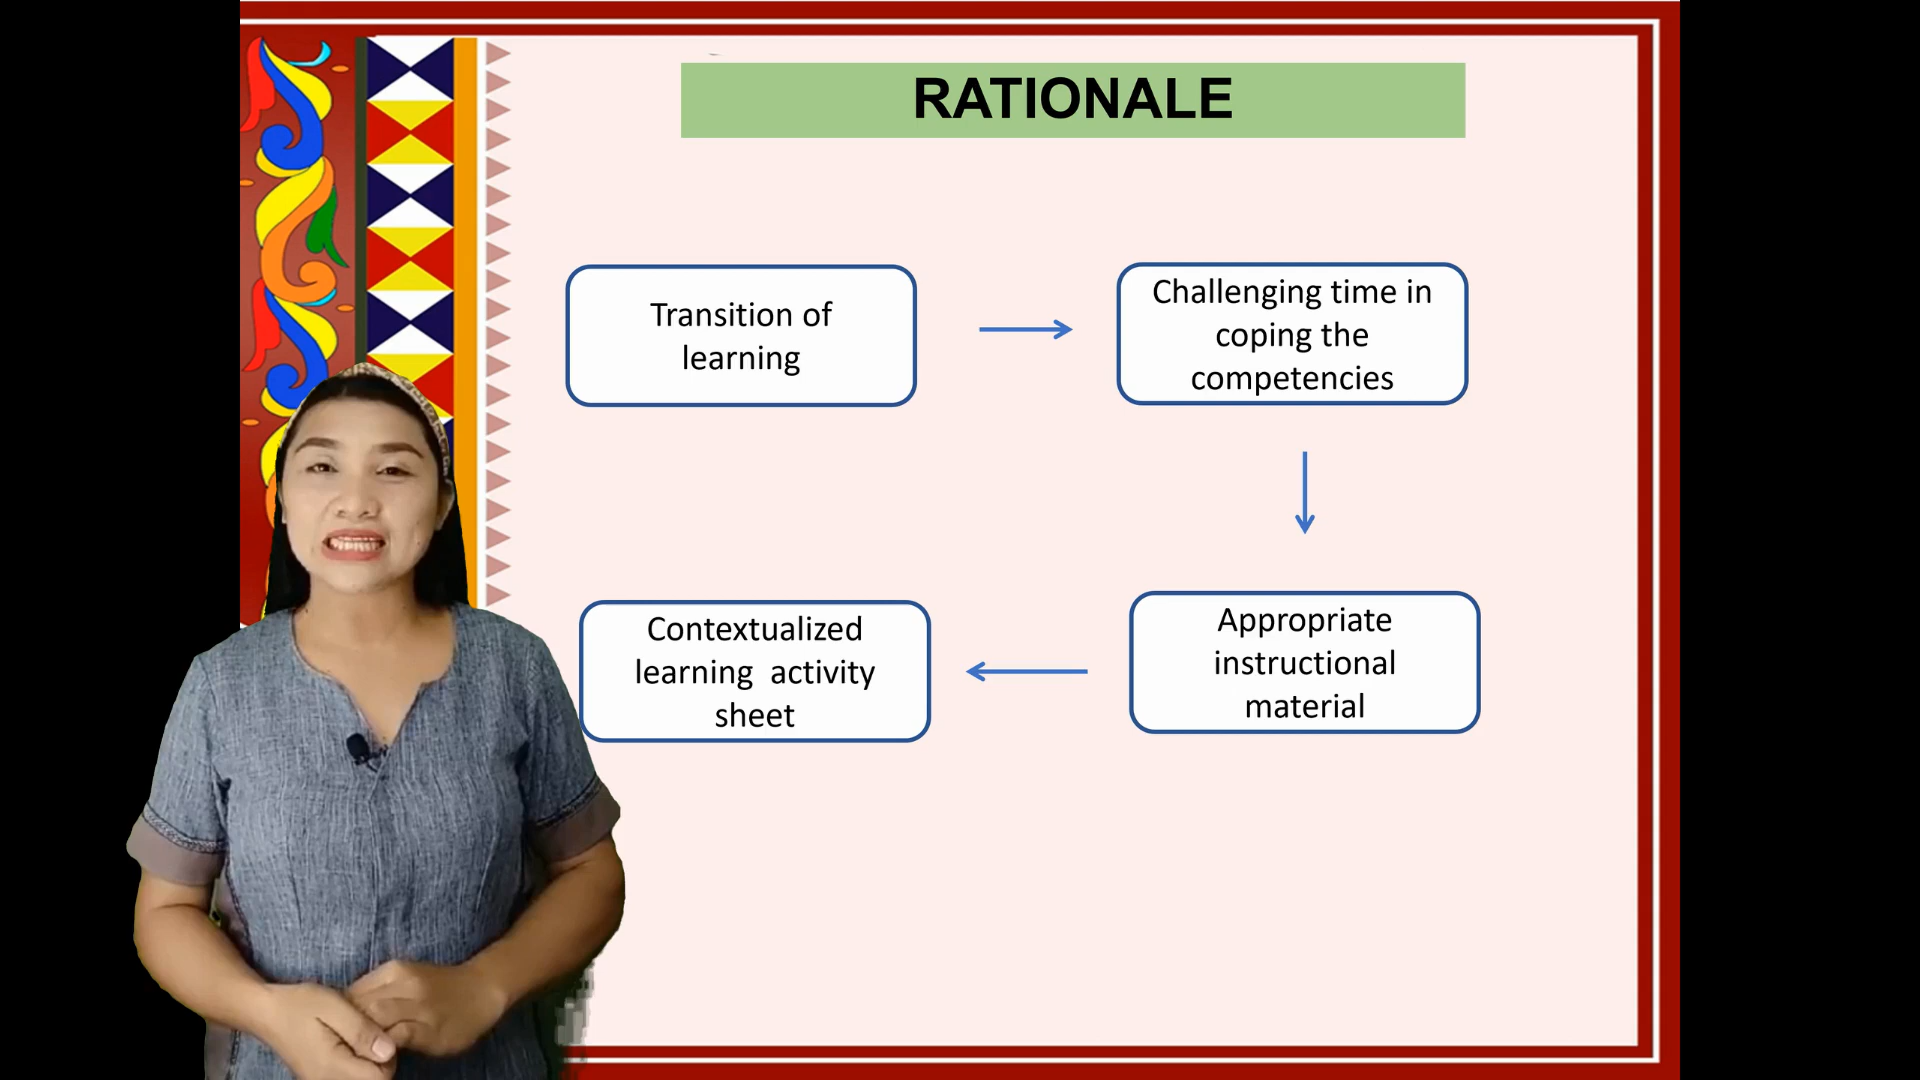 RATIONALE
Transition of
learning
Challenging time in
coping the
competencies
Appropriate
instructional
material
Contextualized
learning activity
sheet